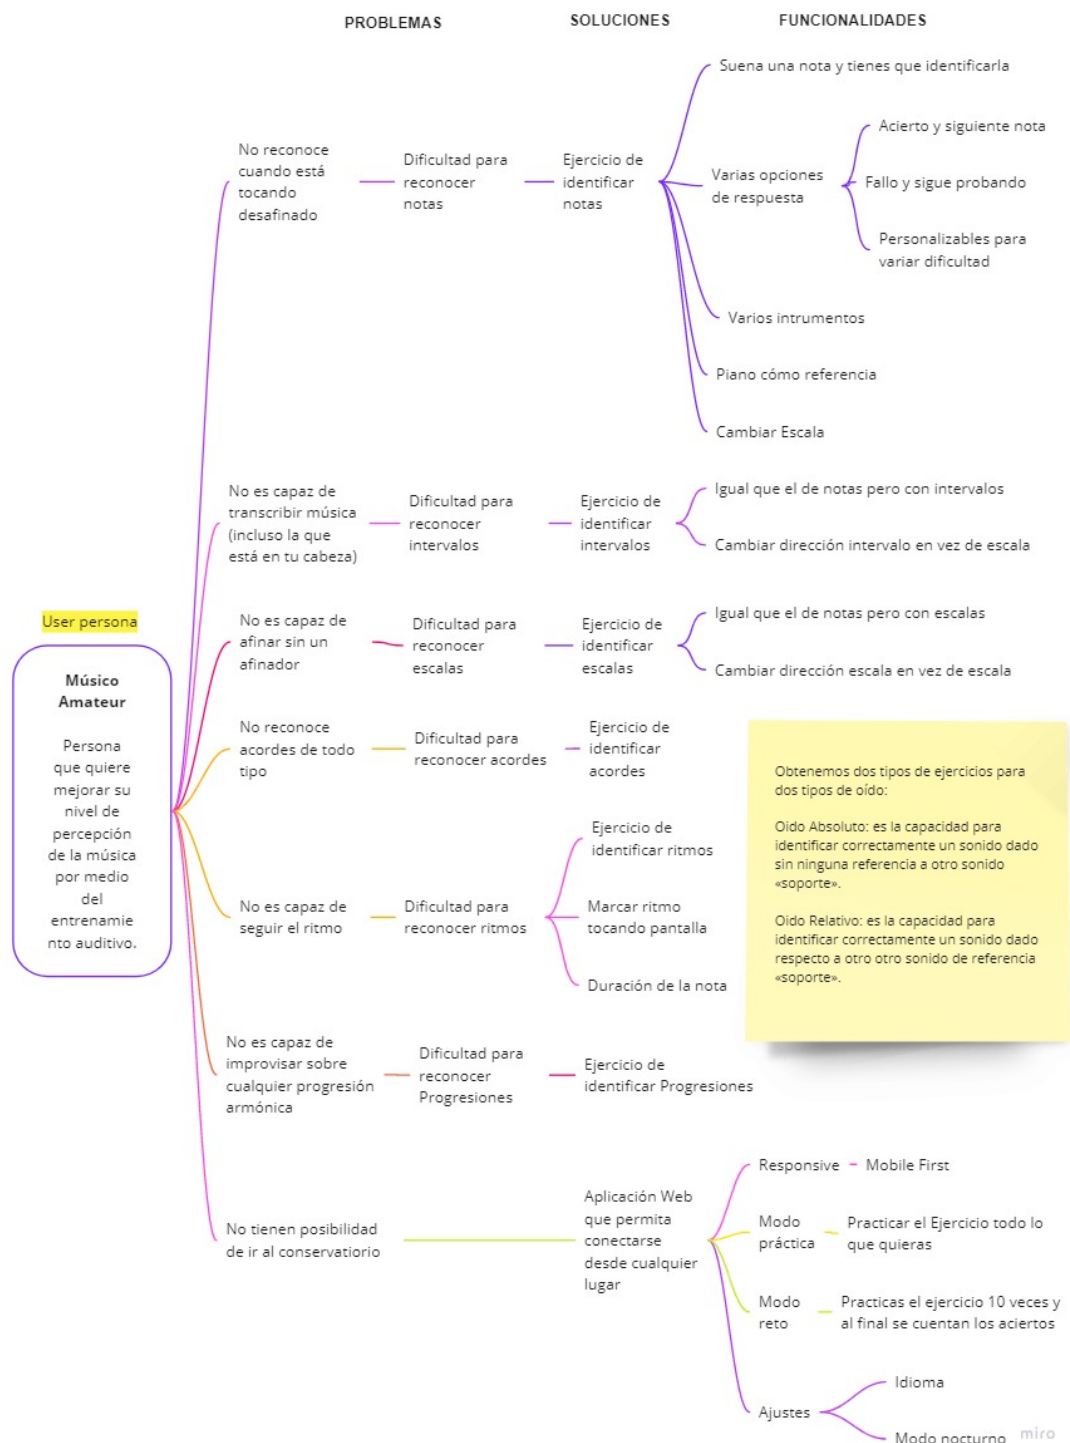 PROBLEMAS
SOLUCIONES
FUNCIONALIDADES
User persona
Músico
Amateur
Persona
que quiere
mejorar su
nivel de
percepción
de la música
por medio
del
entrenamie
nto auditivo.
No reconoce
cuando está
tocando
desafinado
Dificultad para
reconocer
notas
Ejercicio de
identificar
notas
Suena una nota y tienes que identificarla
Varias opciones
de respuesta
Acierto y siguiente nota
Fallo y sigue probando
Personalizables para
variar dificultad
Varios intrumentos
Piano cómo referencia
Cambiar Escala
No es capaz de
transcribir música
(incluso la que
está en tu cabeza)
Dificultad para
reconocer
intervalos
Ejercicio de
identificar
intervalos
Igual que el de notas pero con intervalos
Cambiar dirección intervalo en vez de escala
No es capaz de
afinar sin un
afinador
Dificultad para
reconocer
escalas
Ejercicio de
identificar
escalas
Igual que el de notas pero con escalas
Cambiar dirección escala en vez de escala
No reconoce
acordes de todo
tipo
Dificultad para
reconocer acordes
Ejercicio de
identificar
acordes
No es capaz de
seguir el ritmo
Dificultad para
reconocer ritmos
Ejercicio de
identificar ritmos
Marcar ritmo
tocando pantalla
Duración de la nota
Obtenemos dos tipos de ejercicios para
dos tipos de oído:
Oido Absoluto: es la capacidad para
identificar correctamente un sonido dado
sin ninguna referencia a otro sonido
«soporte».
Oido Relativo: es la capacidad para
identificar correctamente un sonido dado
respecto a otro otro sonido de referencia
«soporte».
No es capaz de
improvisar sobre
cualquier progresión
armónica
Dificultad para
reconocer
Progresiones
Ejercicio de
identificar Progresiones
No tienen posibilidad
de ir al conservatiorio
Aplicación Web
que permita
conectarse
desde cualquier
lugar
Responsive
Mobile First
Modo
práctica
Practicar el Ejercicio todo lo
que quieras
Modo
reto
Practicas el ejercicio 10 veces y
al final se cuentan los aciertos
Ajustes
Idioma
Modo nocturno
miro